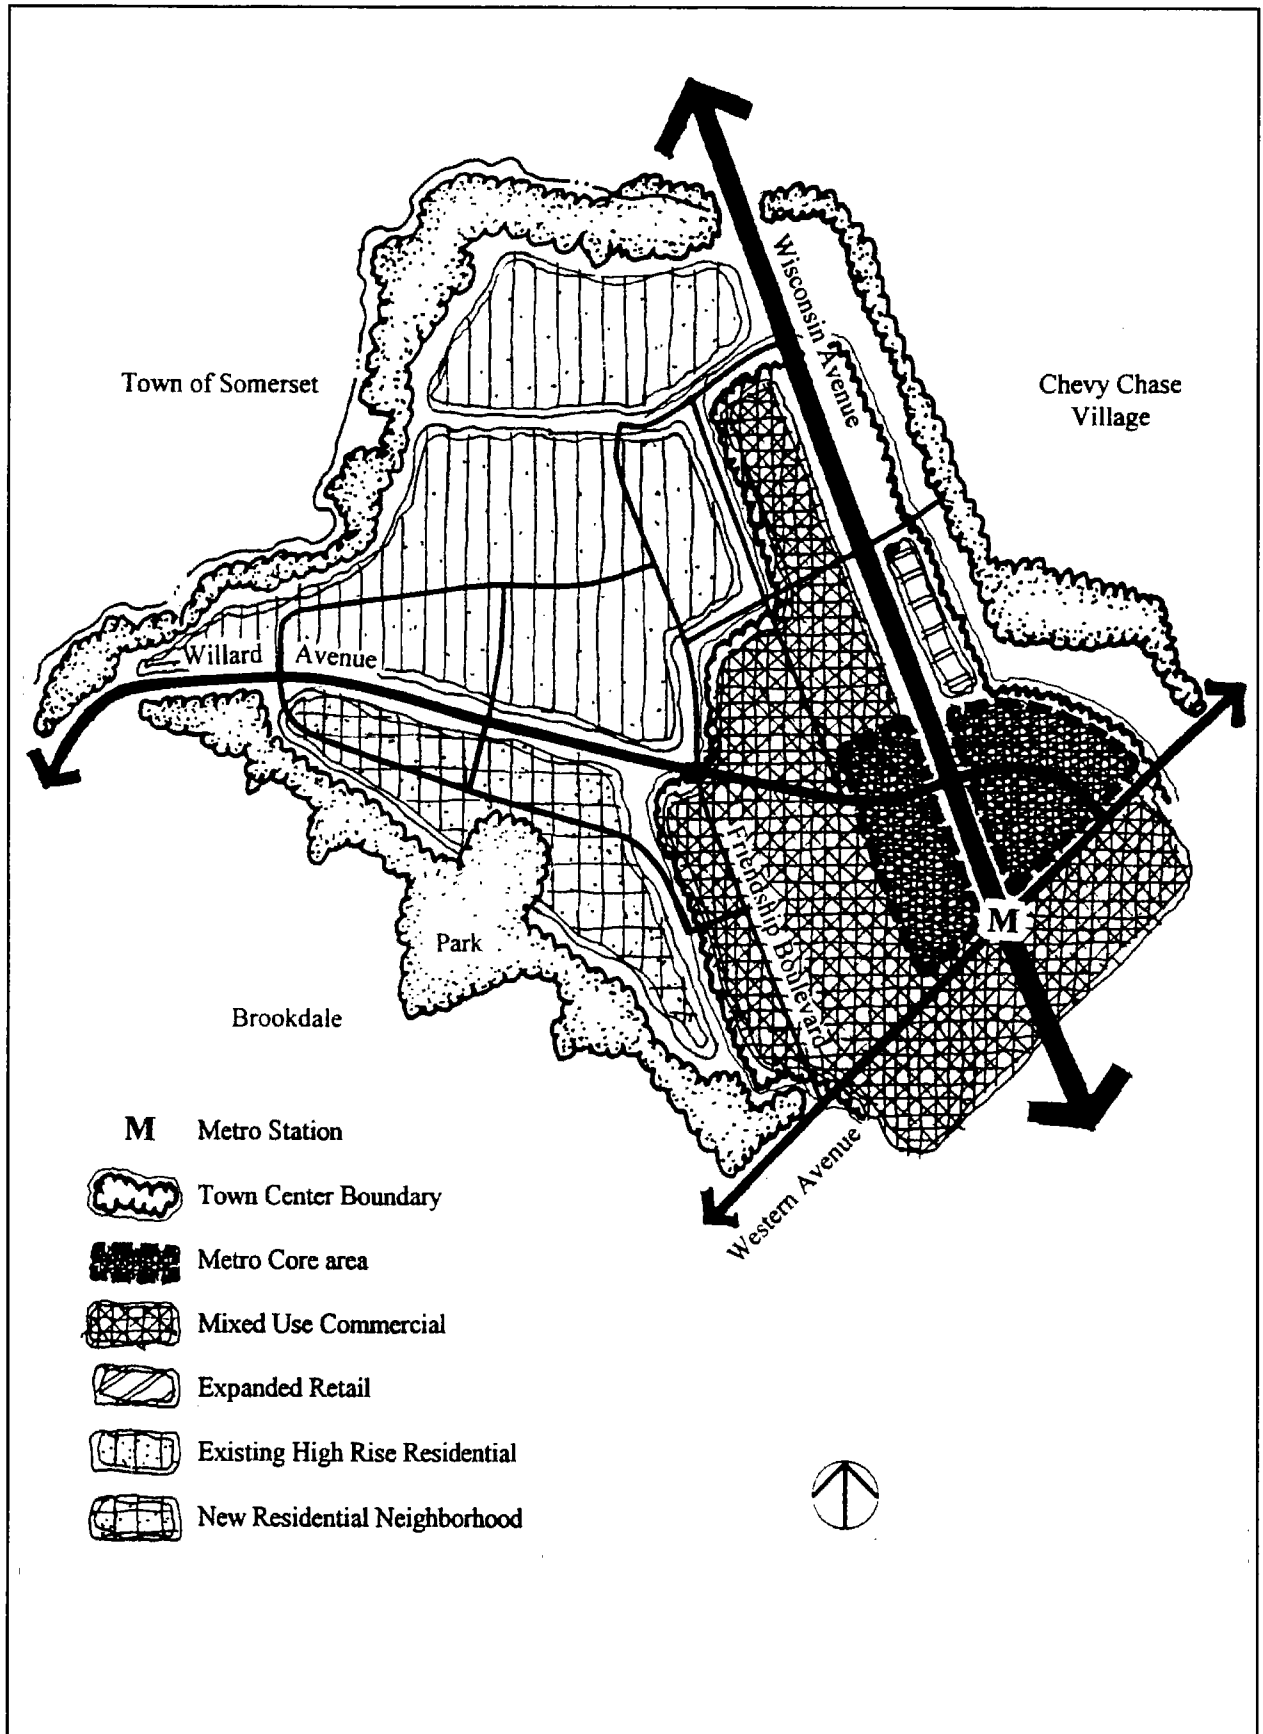 Wisconsin Avenue
Town of Somerset
Chevy Chase
Village
Willard Avenue
Friendship Boulevard
M
Park
Brookdale
Western Avenue
M Metro Station
Town Center Boundary
Metro Core area
Mixed Use Commercial
Expanded Retail
Existing High Rise Residential
New Residential Neighborhood